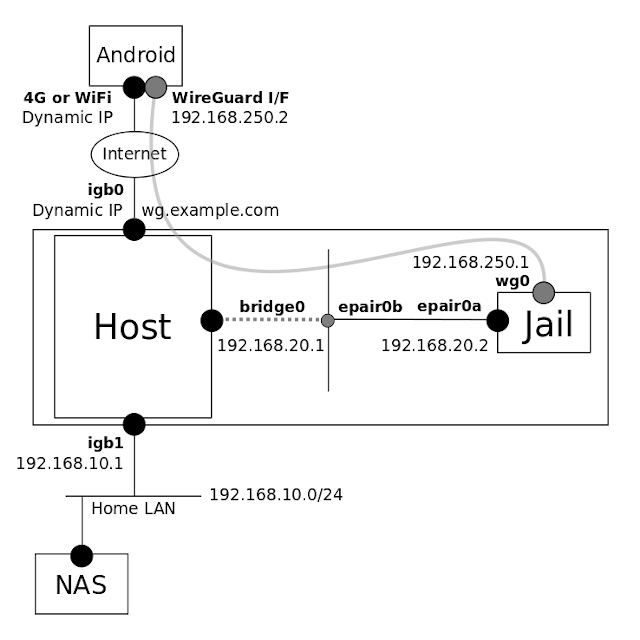 Android
4G or WiFi
WireGuard I/F
Dynamic IP
192.168.250.2
Internet
igb0
Dynamic IP
wg.example.com
192.168.250.1
wg0
bridge0
epair0b
epair0a
Host
Jail
192.168.20.1
192.168.20.2
igb1
192.168.10.1
192.168.10.0/24
Home LAN
NAS